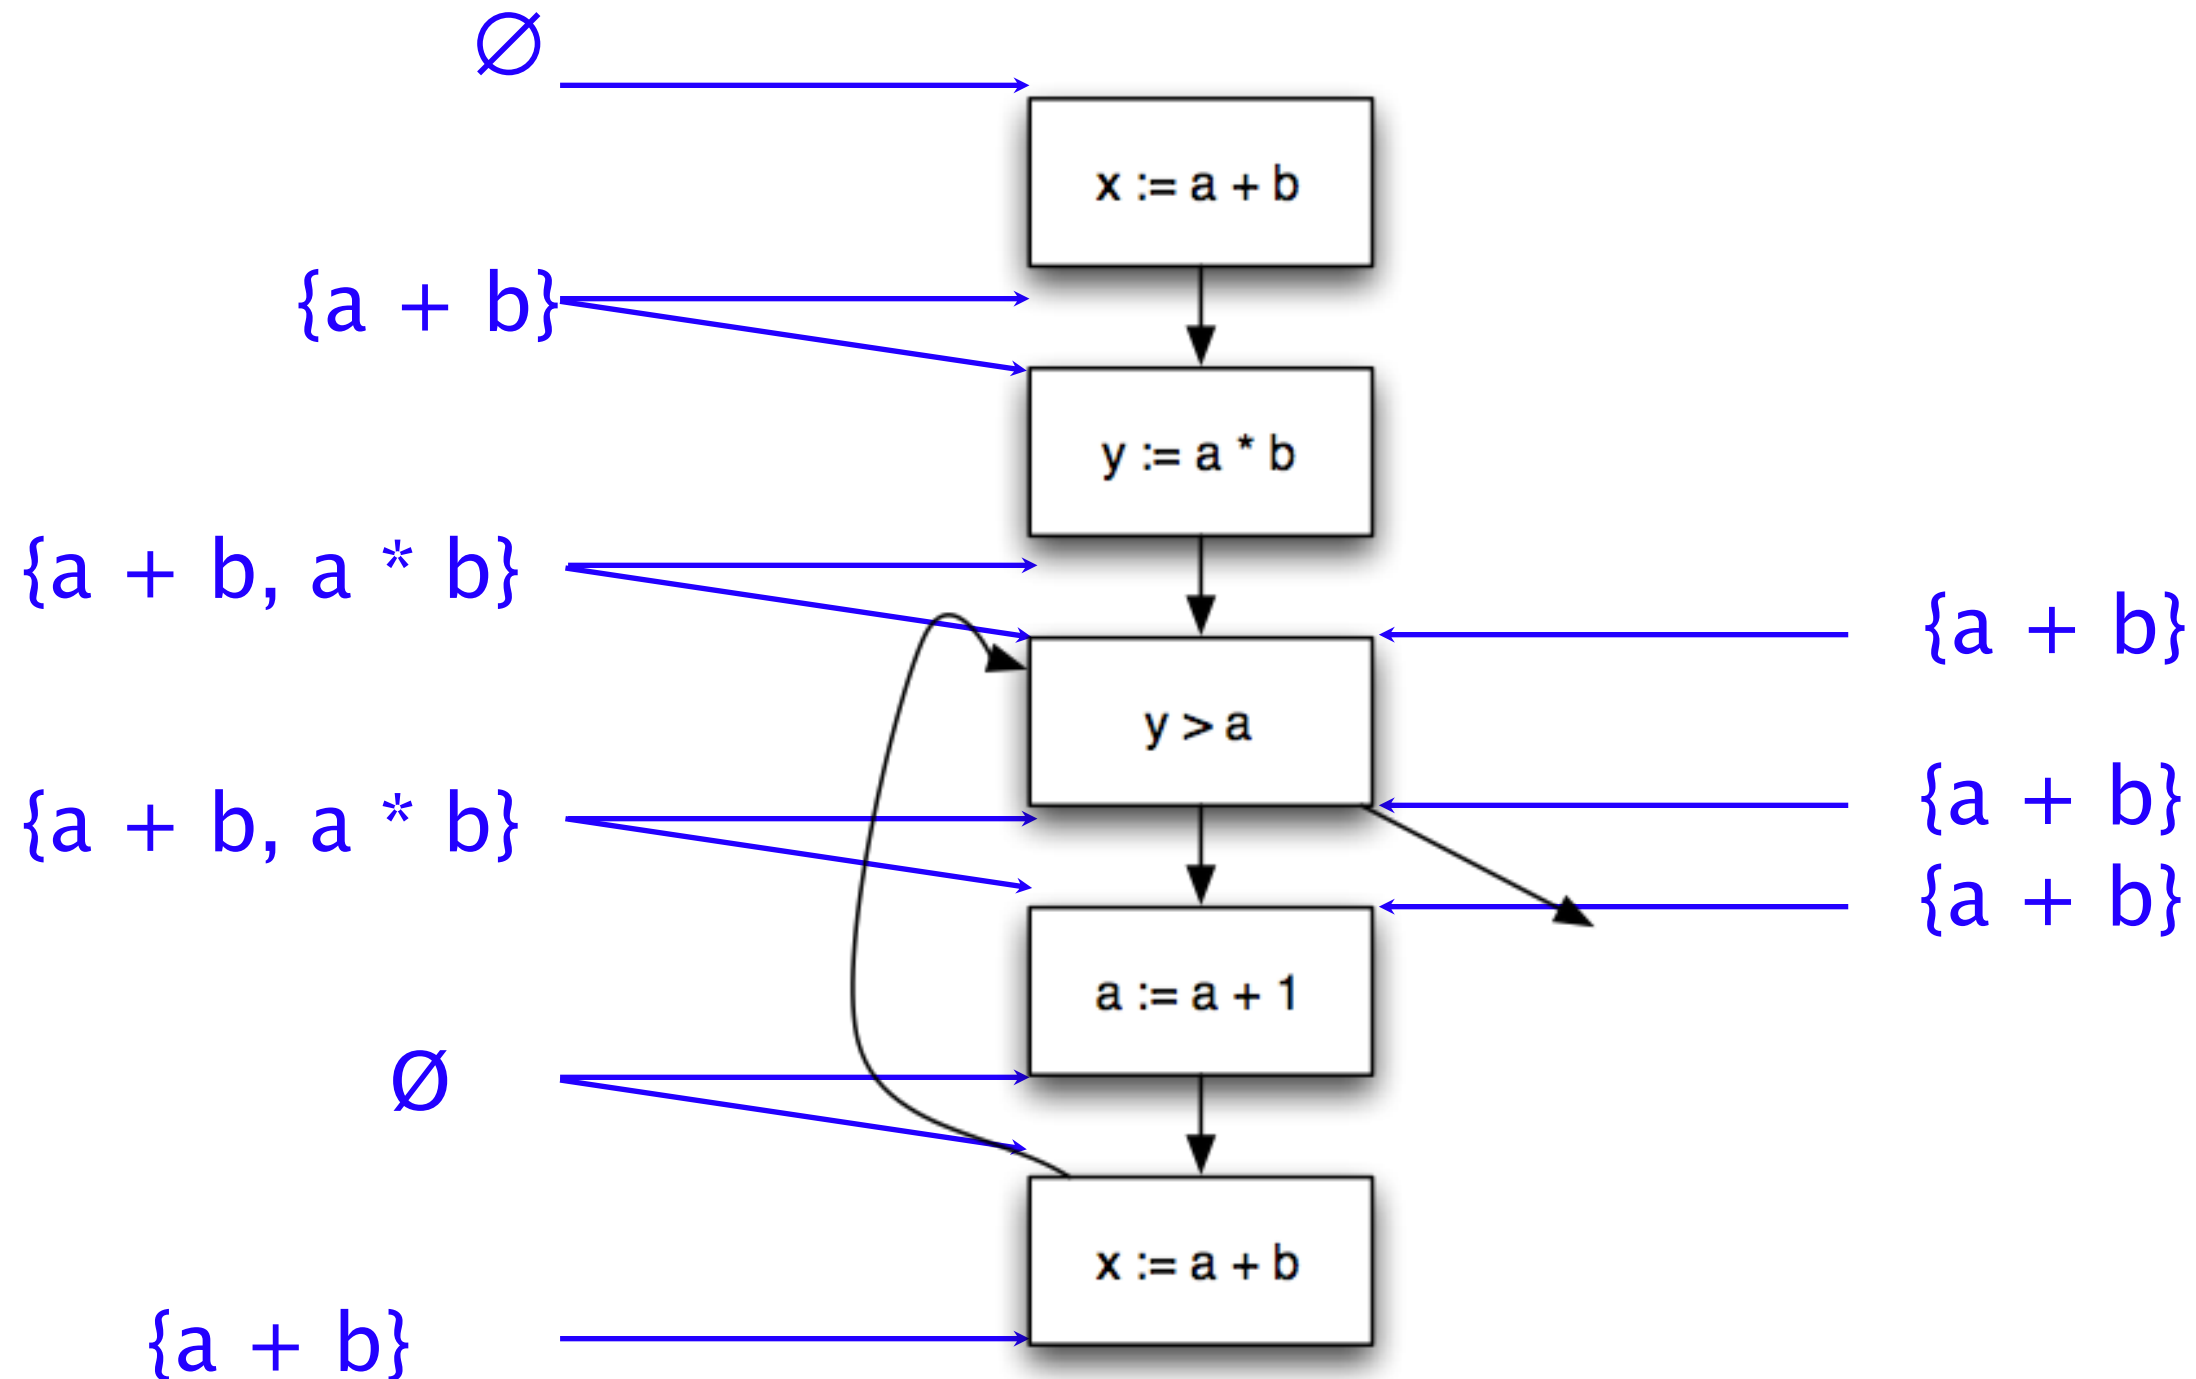 ∅
x := a + b
{a + b}
y := a * b
{a + b, a * b}
{a + b}
y > a
{a + b}
{a + b, a * b}
{a + b}
a := a + 1
Ø
x := a + b
{a + b}